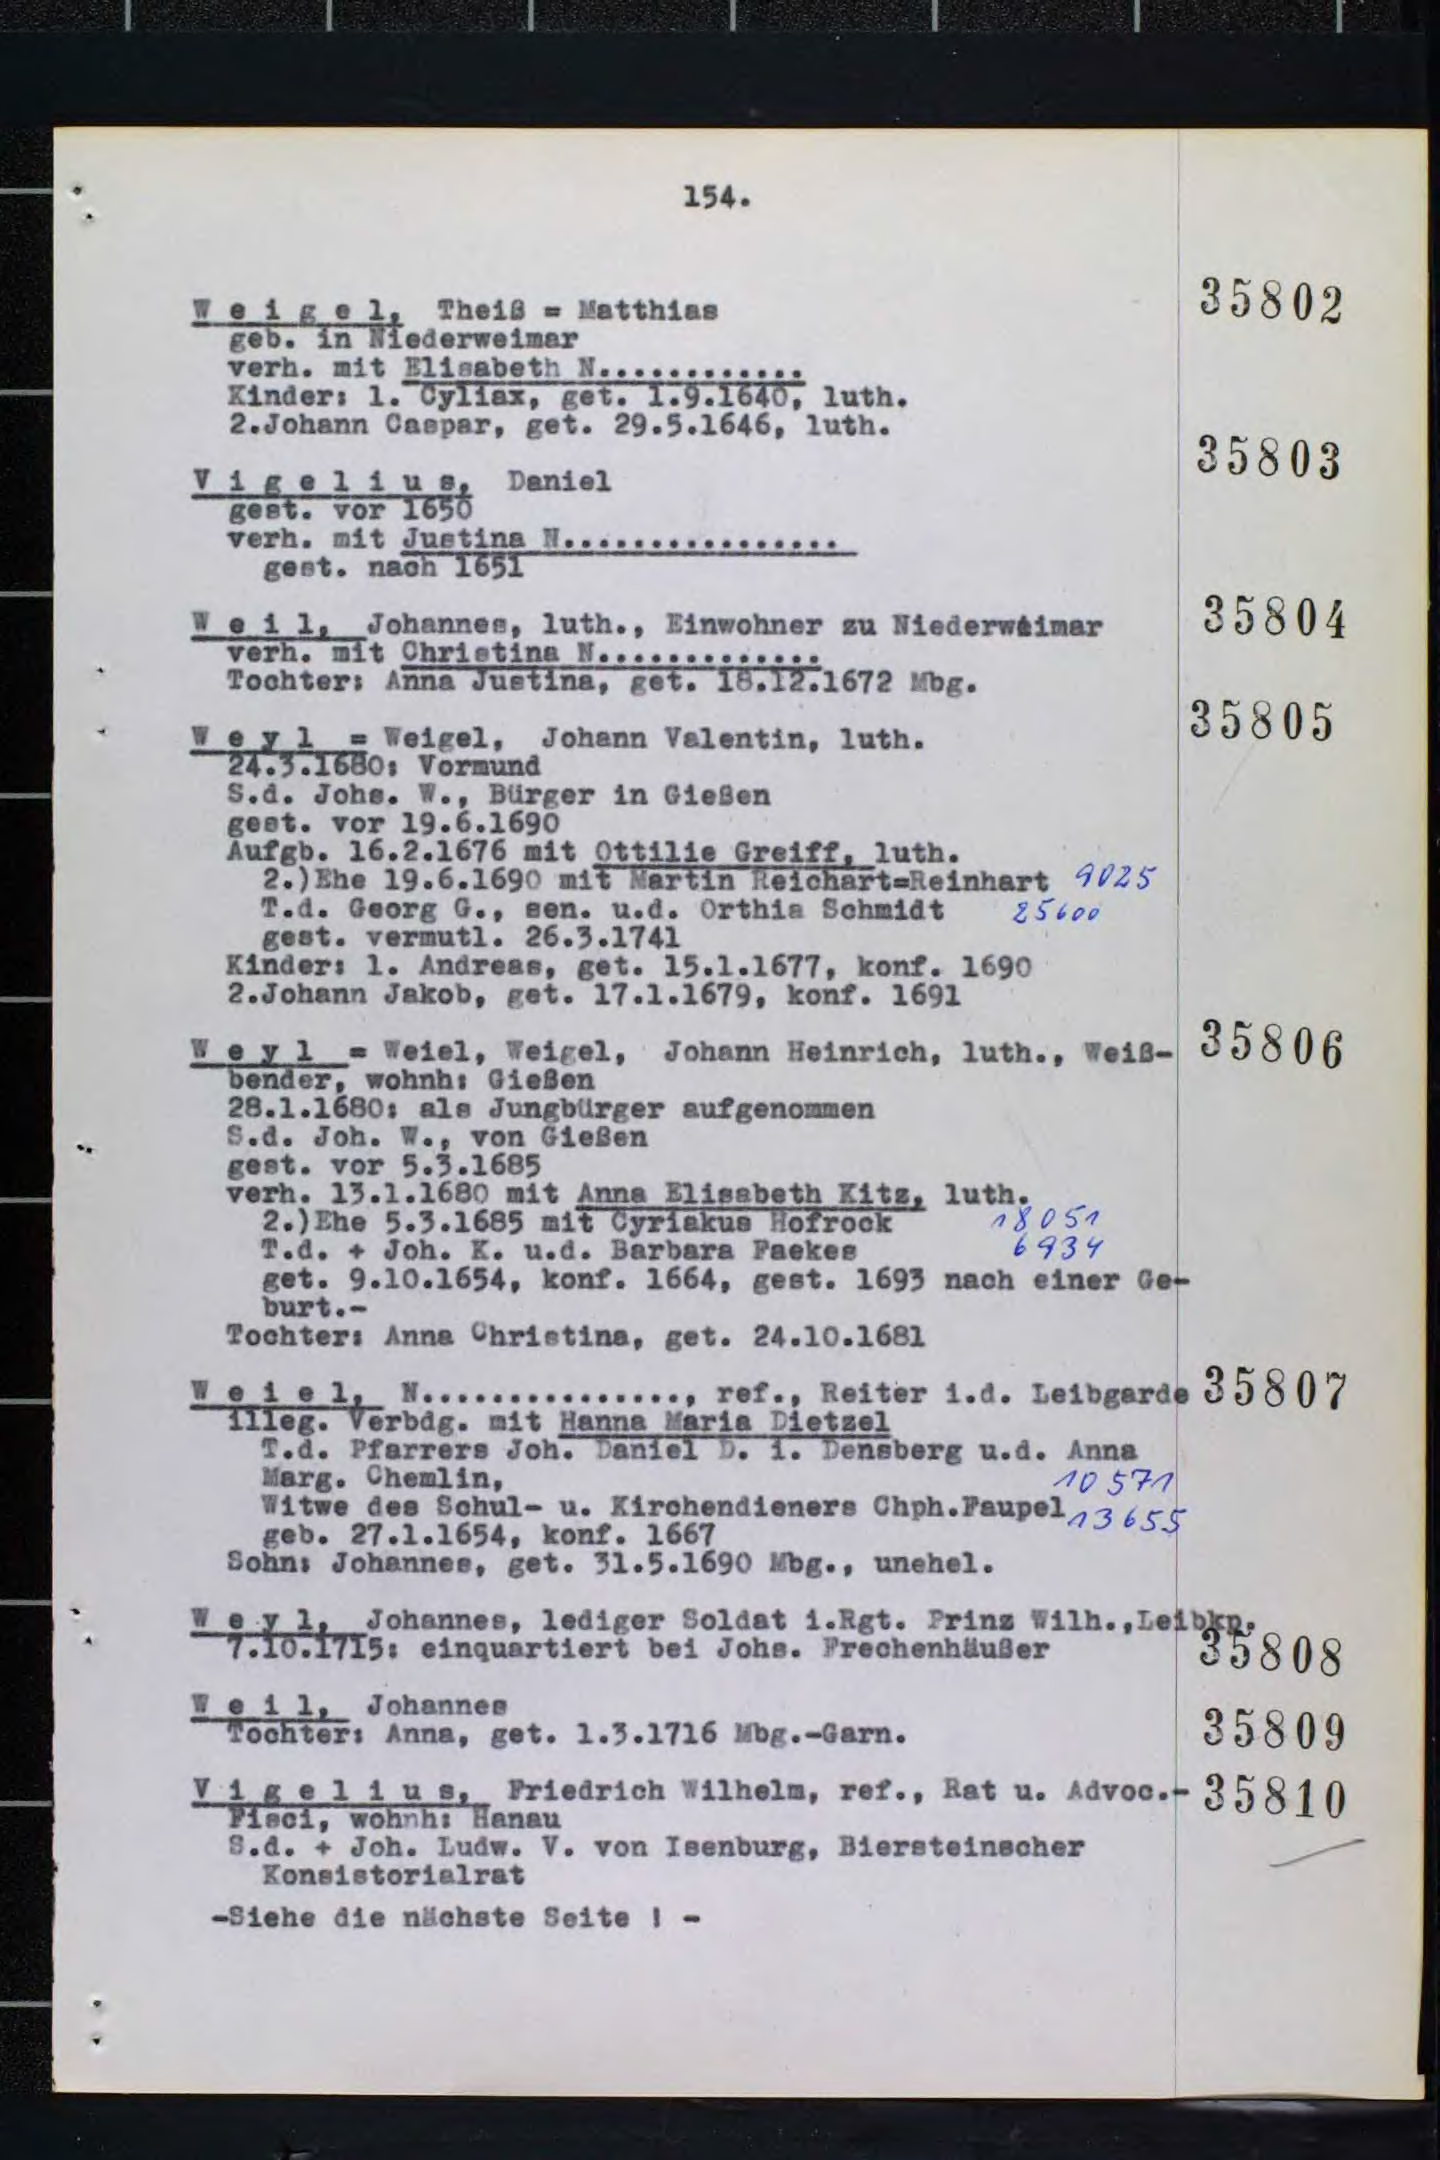 154.
W e i g e l, Theiß = Matthias 35802
geb. in Niederweimar
verh. mit Elisabeth N............
Kinder: 1. Cyliax, get. 1.9.1640, luth.
2.Johann Caspar, get. 29.5.1646, luth.
V i g e l i u s, Daniel 35803
gest. vor 1650
verh. mit Justina N................
gest. nach 1651
W e i l, Johannes, luth., Einwohner zu Niederweimar 35804
verh. mit Christina N.............
Tochter: Anna Justina, get. 18.12.1672 Mbg.
W e y l = Weigel, Johann Valentin, luth. 35805
24.3.1680: Vormund
S.d. Johs. W., Bürger in Gießen
gest. vor 19.6.1690
Aufgb. 16.2.1676 mit Ottilie Greiff, luth.
2.)Ehe 19.6.1690 mit Martin Reichart=Reinhart 9025
T.d. Georg G., sen. u.d. Orthia Schmidt 25600
gest. vermutl. 26.3.1741
Kinder: 1. Andreas, get. 15.1.1677, konf. 1690
2.Johann Jakob, get. 17.1.1679, konf. 1691
W e y l = Weiel, Weigel, Johann Heinrich, luth., Weiß- 35806
bender, wohnh: Gießen
28.1.1680: als Jungbürger aufgenommen
S.d. Joh. W., von Gießen
gest. vor 5.3.1685
verh. 13.1.1680 mit Anna Elisabeth Kitz, luth.
2.)Ehe 5.3.1685 mit Cyriakus Hofrock 18051
T.d. + Joh. K. u.d. Barbara Faekes 6934
get. 9.10.1654, konf. 1664, gest. 1693 nach einer Ge-
burt.-
Tochter: Anna Christina, get. 24.10.1681
W e i e l, N..............., ref., Reiter i.d. Leibgarde 35807
illeg. Verbdg. mit Hanna Maria Dietzel
T.d. Pfarrers Joh. Daniel D. i. Densberg u.d. Anna
Marg. Chemlin, 10571
Witwe des Schul- u. Kirchendieners Chph.Faupel 13655
geb. 27.1.1654, konf. 1667
Sohn: Johannes, get. 31.5.1690 Mbg., unehel.
W e y l, Johannes, lediger Soldat i.Rgt. Prinz Wilh.,Leibkp.
7.10.1715: einquartiert bei Johs. Frechenhäußer 35808
W e i l, Johannes
Tochter: Anna, get. 1.3.1716 Mbg.-Garn. 35809
V i g e l i u s, Friedrich Wilhelm, ref., Rat u. Advoc.- 35810
Fisci, wohnh: Hanau
S.d. + Joh. Ludw. V. von Isenburg, Biersteinscher
Konsistorialrat
-Siehe die nächste Seite ! -